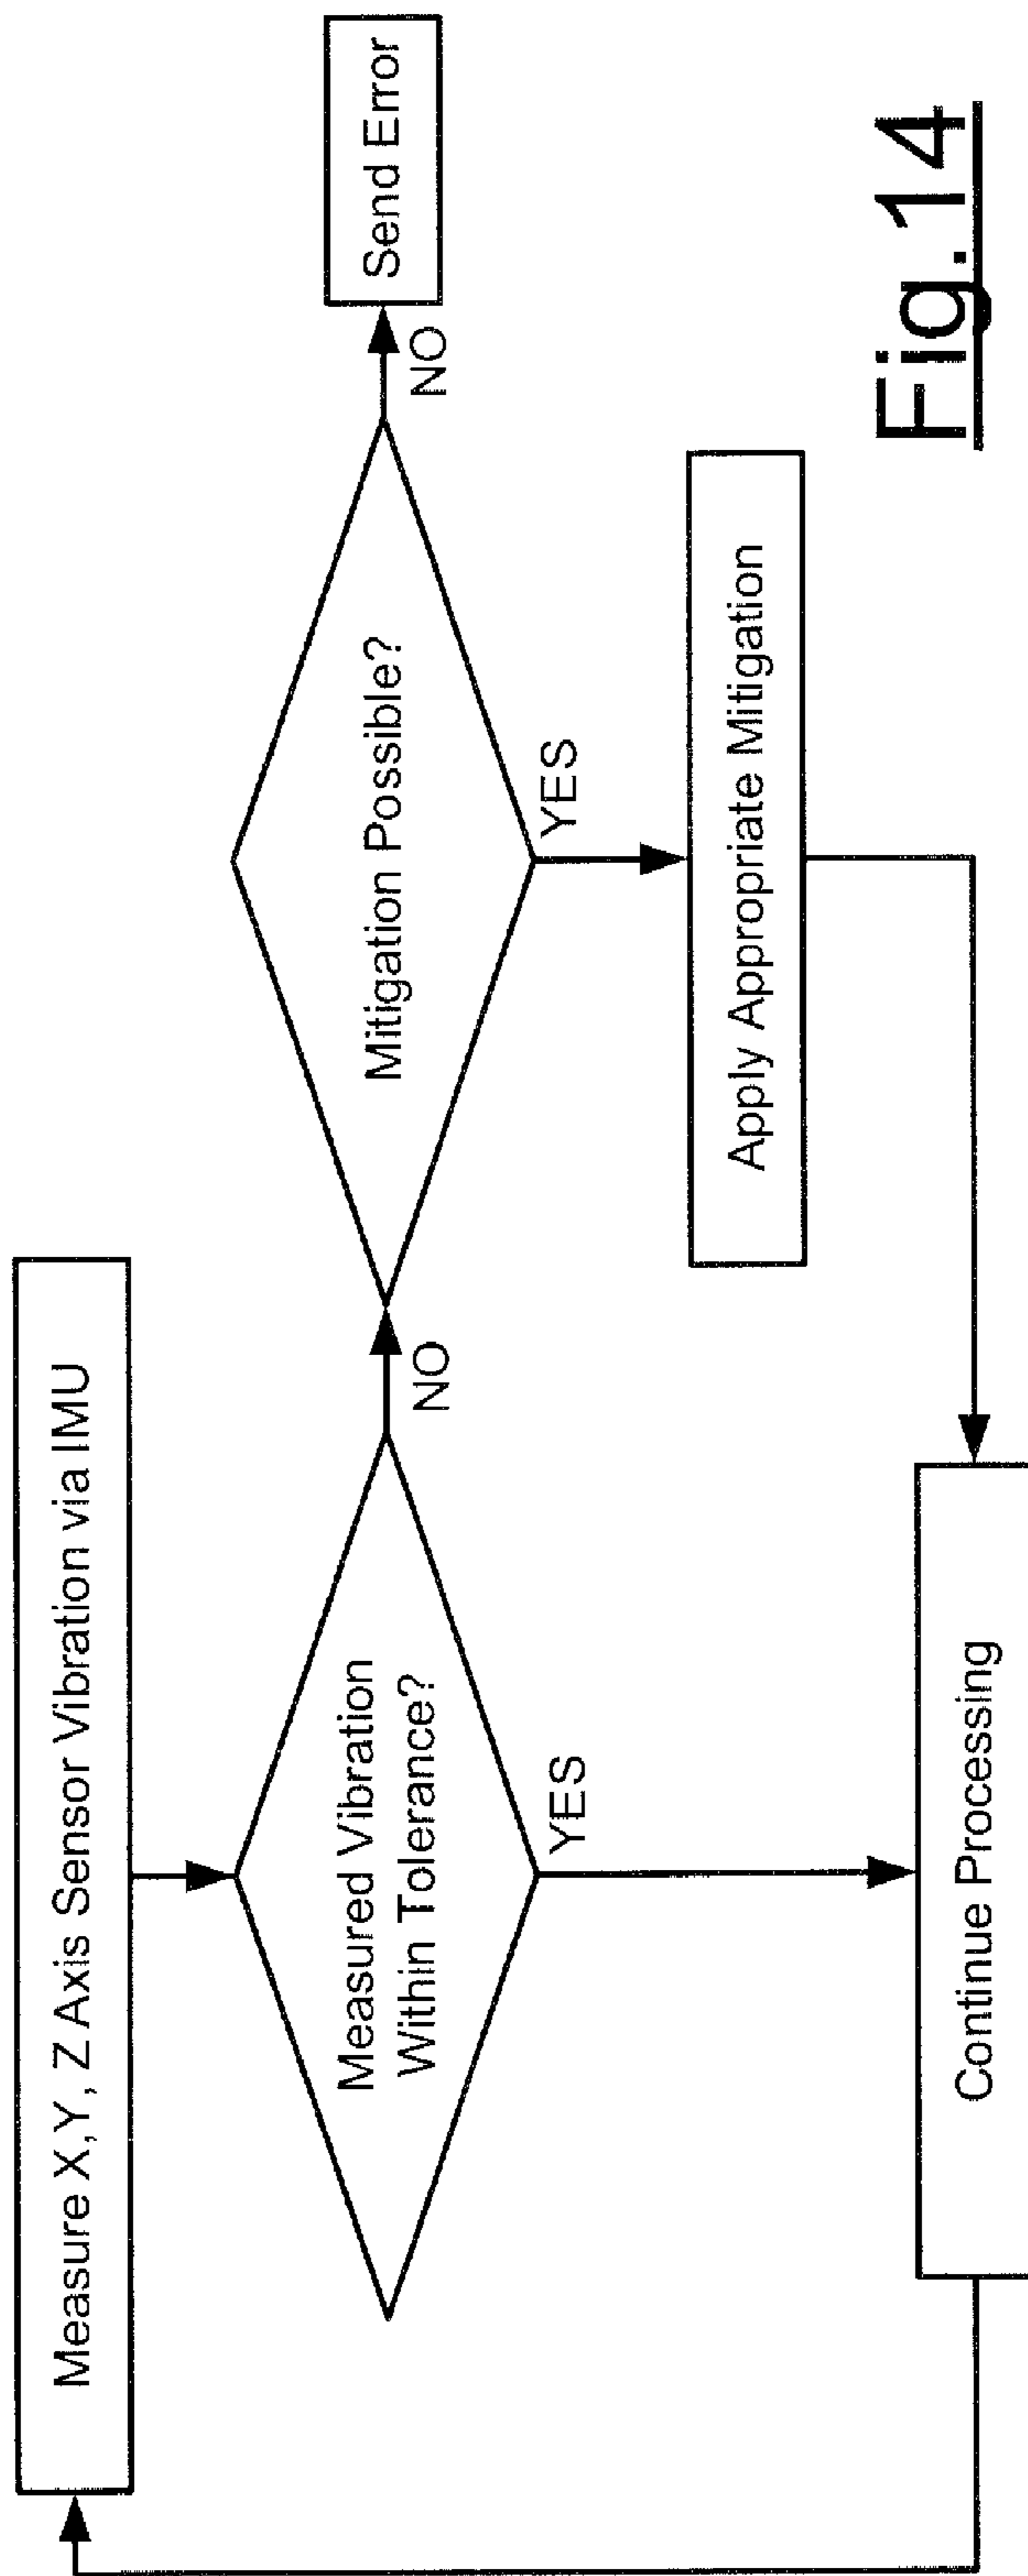 Measure X,Y, Z Axis Sensor Vibration via IMU
Measured Vibration
Within Tolerance?
NO
Mitigation Possible?
NO
Send Error
YES
YES
Apply Appropriate Mitigation
Continue Processing
Fig.14